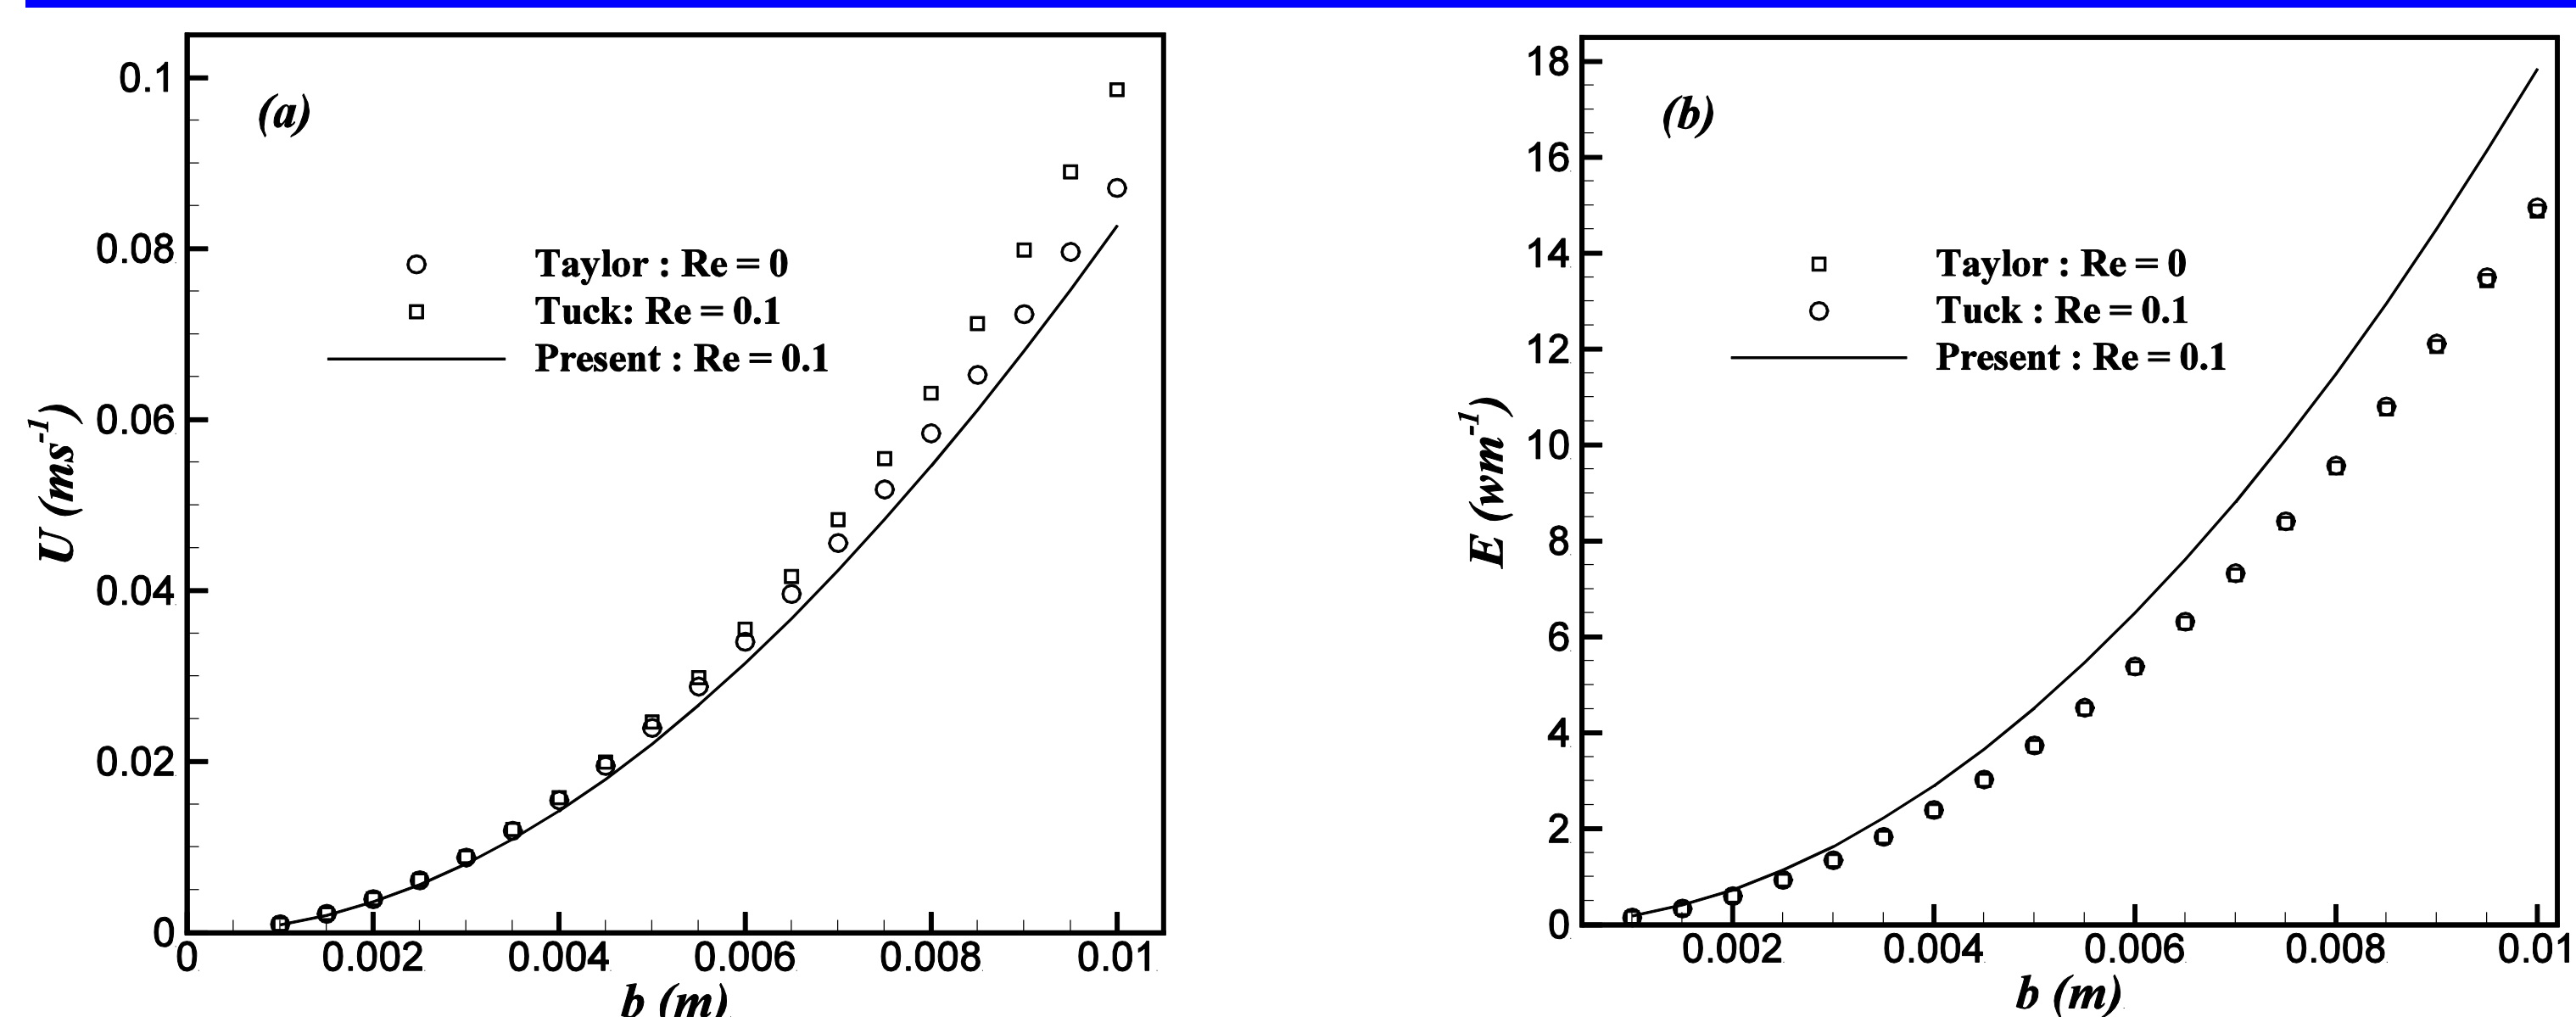 (a)
0.1
0.08
0.06
0.04
0.02
0
Taylor : Re = 0
Tuck: Re = 0.1
Present : Re = 0.1
U (ms⁻¹)
0 0.002 0.004 0.006 0.008 0.01
b (m)
(b)
18
16
14
12
10
8
6
4
2
0
Taylor : Re = 0
Tuck : Re = 0.1
Present : Re = 0.1
E (wm⁻¹)
0.002 0.004 0.006 0.008 0.01
b (m)